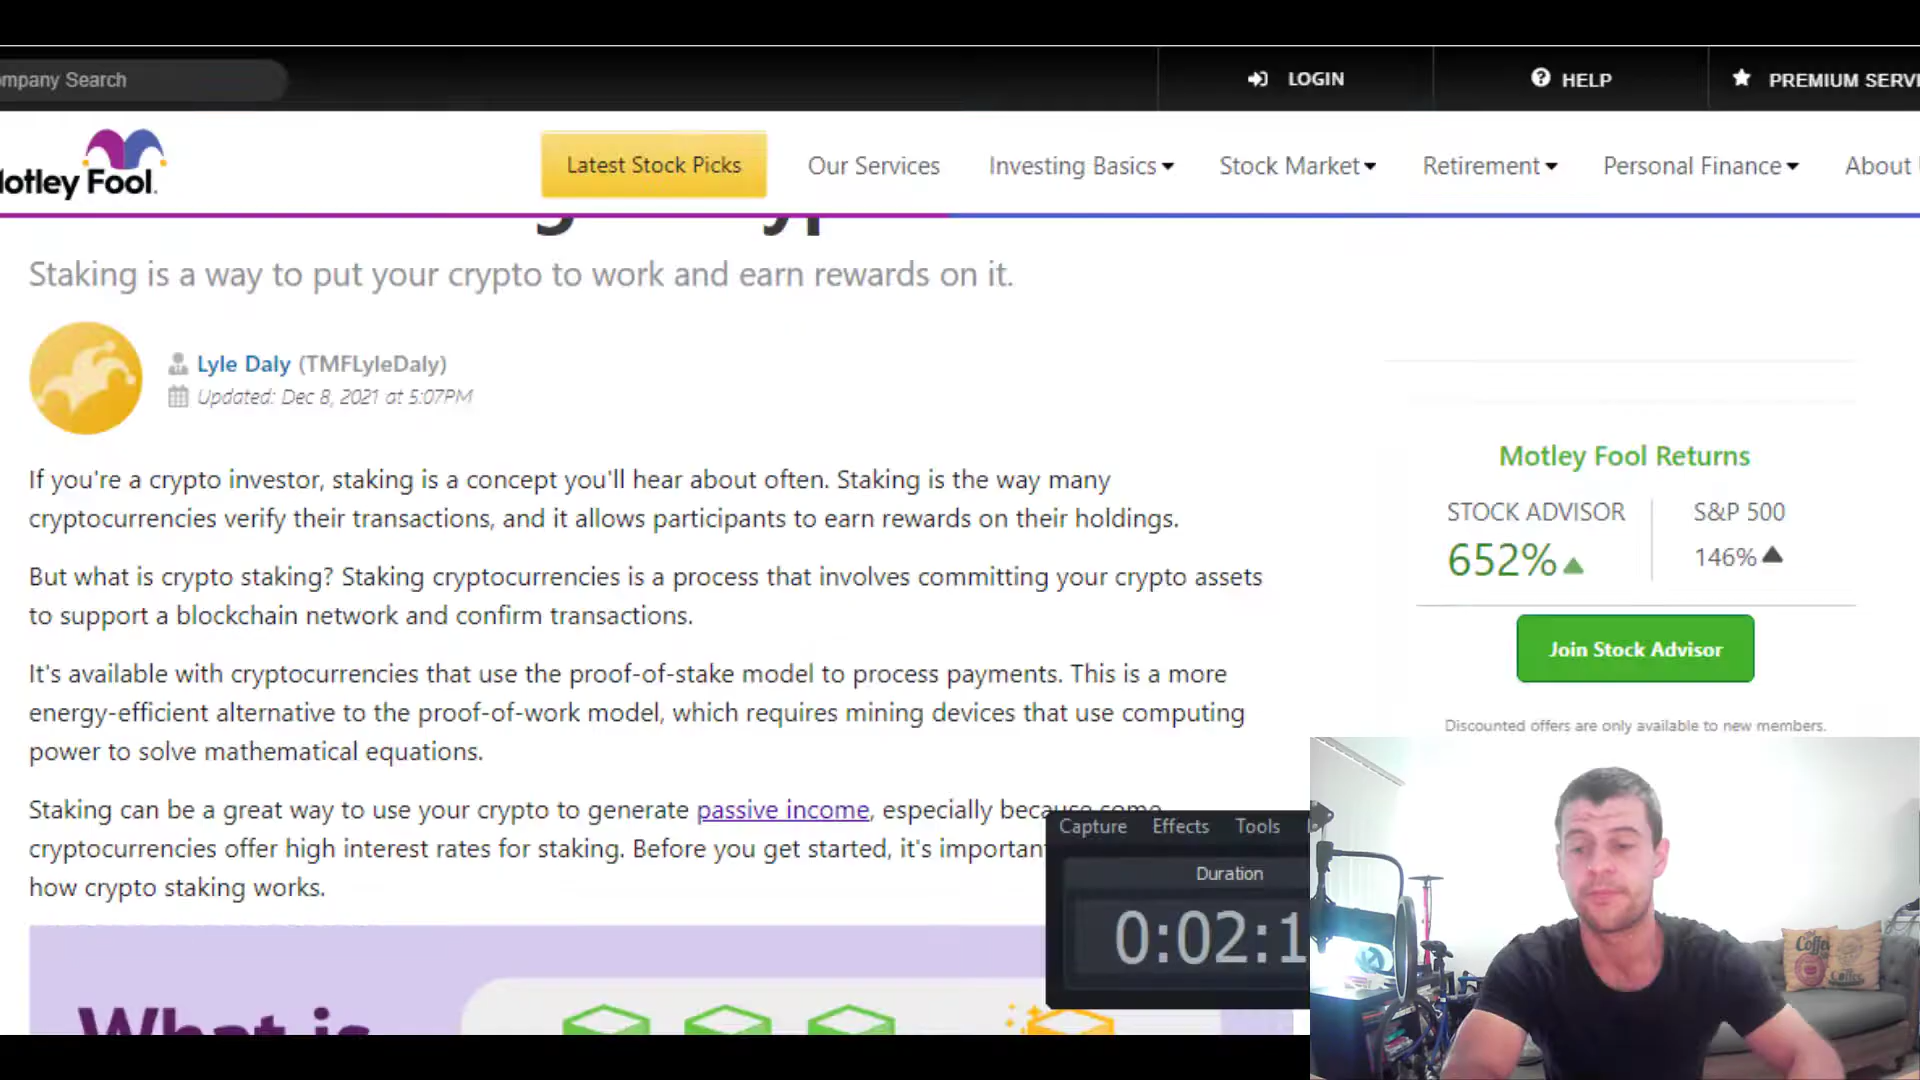 ompany Search
LOGIN
HELP
PREMIUM SERVI
Motley Fool.
Latest Stock Picks
Our Services
Investing Basics
Stock Market
Retirement
Personal Finance
About
Staking is a way to put your crypto to work and earn rewards on it.
Lyle Daly (TMFLyleDaly)
Updated: Dec 8, 2021 at 5:07PM
If you're a crypto investor, staking is a concept you'll hear about often. Staking is the way many
cryptocurrencies verify their transactions, and it allows participants to earn rewards on their holdings.
But what is crypto staking? Staking cryptocurrencies is a process that involves committing your crypto assets
to support a blockchain network and confirm transactions.
It's available with cryptocurrencies that use the proof-of-stake model to process payments. This is a more
energy-efficient alternative to the proof-of-work model, which requires mining devices that use computing
power to solve mathematical equations.
Staking can be a great way to use your crypto to generate passive income, especially because some
cryptocurrencies offer high interest rates for staking. Before you get started, it's important
how crypto staking works.
What is
Motley Fool Returns
STOCK ADVISOR
652%
S&P 500
146%
Join Stock Advisor
Discounted offers are only available to new members.
Capture Effects Tools
Duration
0:02:1
Coffee
Coffee